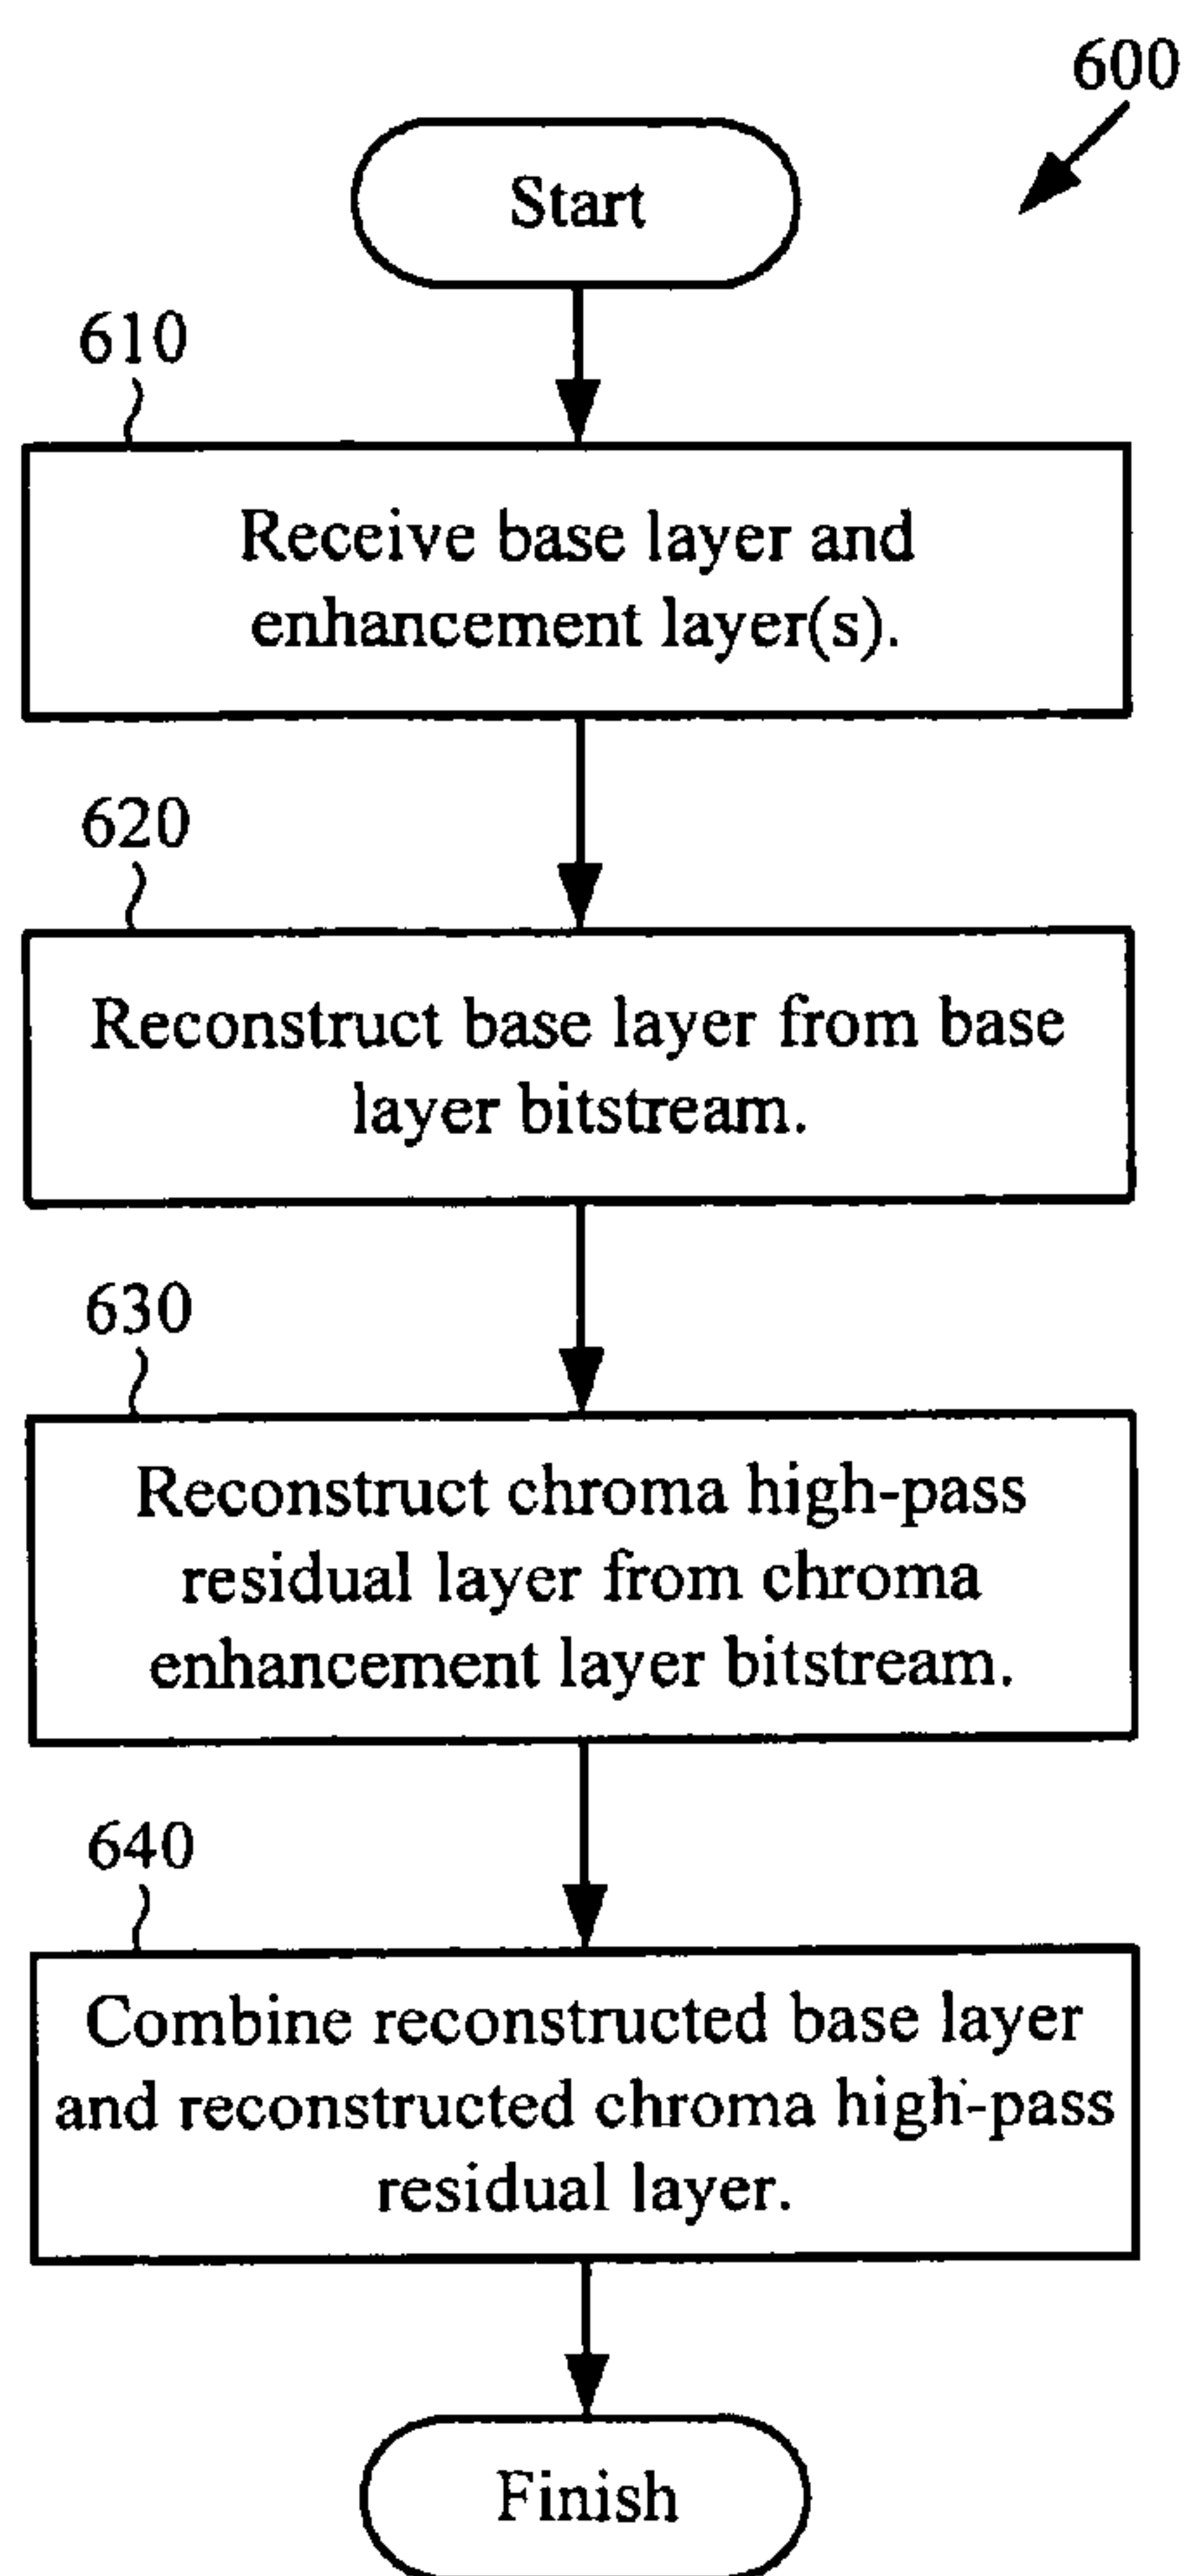 600
Start
610
Receive base layer and
enhancement layer(s).
620
Reconstruct base layer from base
layer bitstream.
630
Reconstruct chroma high-pass
residual layer from chroma
enhancement layer bitstream.
640
Combine reconstructed base layer
and reconstructed chroma high-pass
residual layer.
Finish